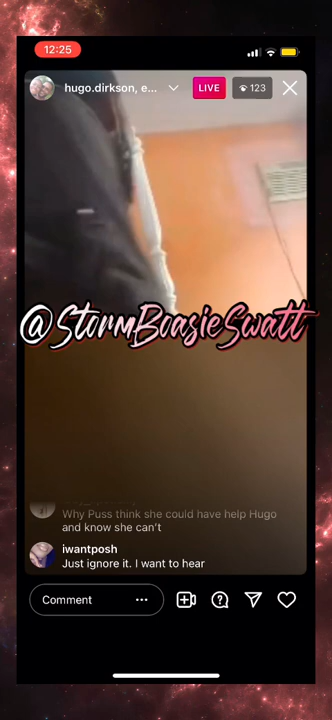 12:25
hugo.dirkson, e...
LIVE
123
@StormBoasieSwatt
Why Puss think she could have help Hugo
and know she can't
iwantposh
Just ignore it. I want to hear
Comment